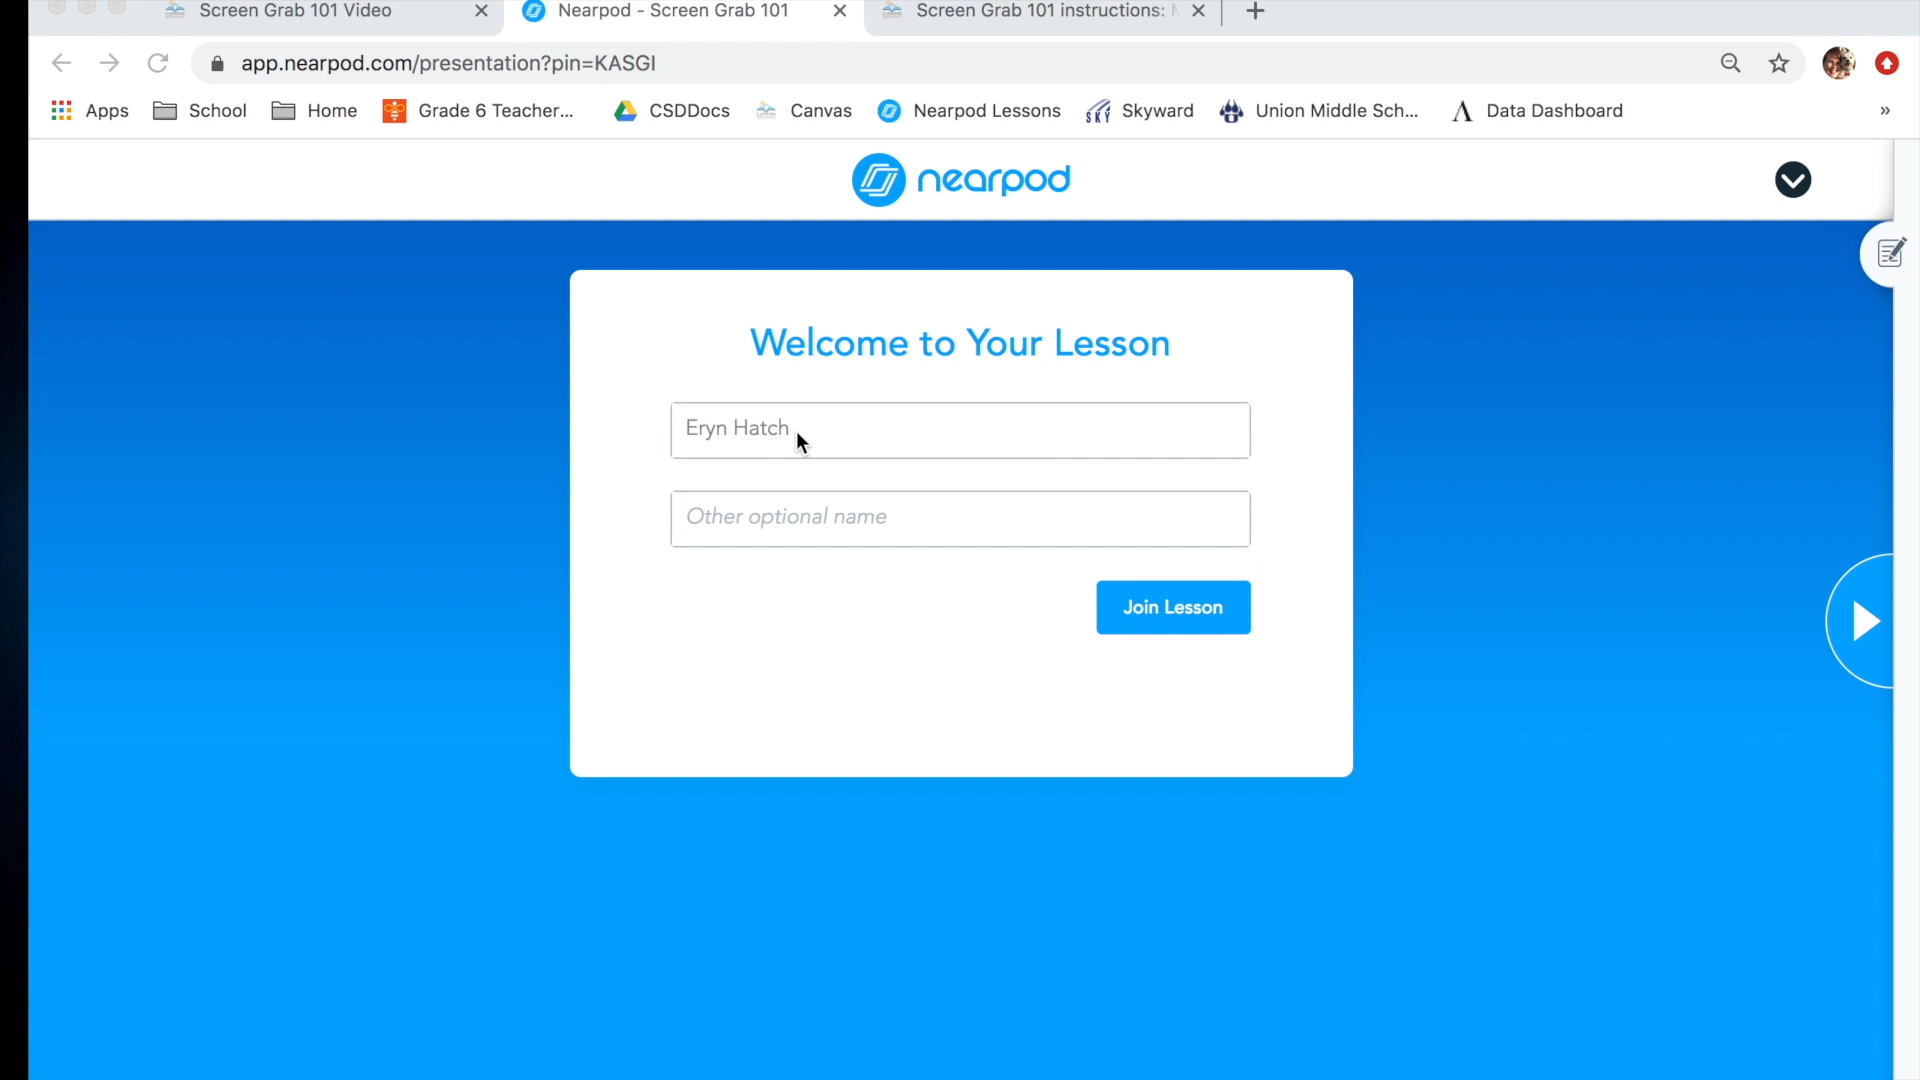 Screen Grab 101 Video
Nearpod - Screen Grab 101
Screen Grab 101 instructions:
app.nearpod.com/presentation?pin=KASGI
Apps School Home Grade 6 Teacher... CSDDocs Canvas Nearpod Lessons SKY Skyward Union Middle Sch... Data Dashboard »
nearpod
Welcome to Your Lesson
Eryn Hatch
Other optional name
Join Lesson